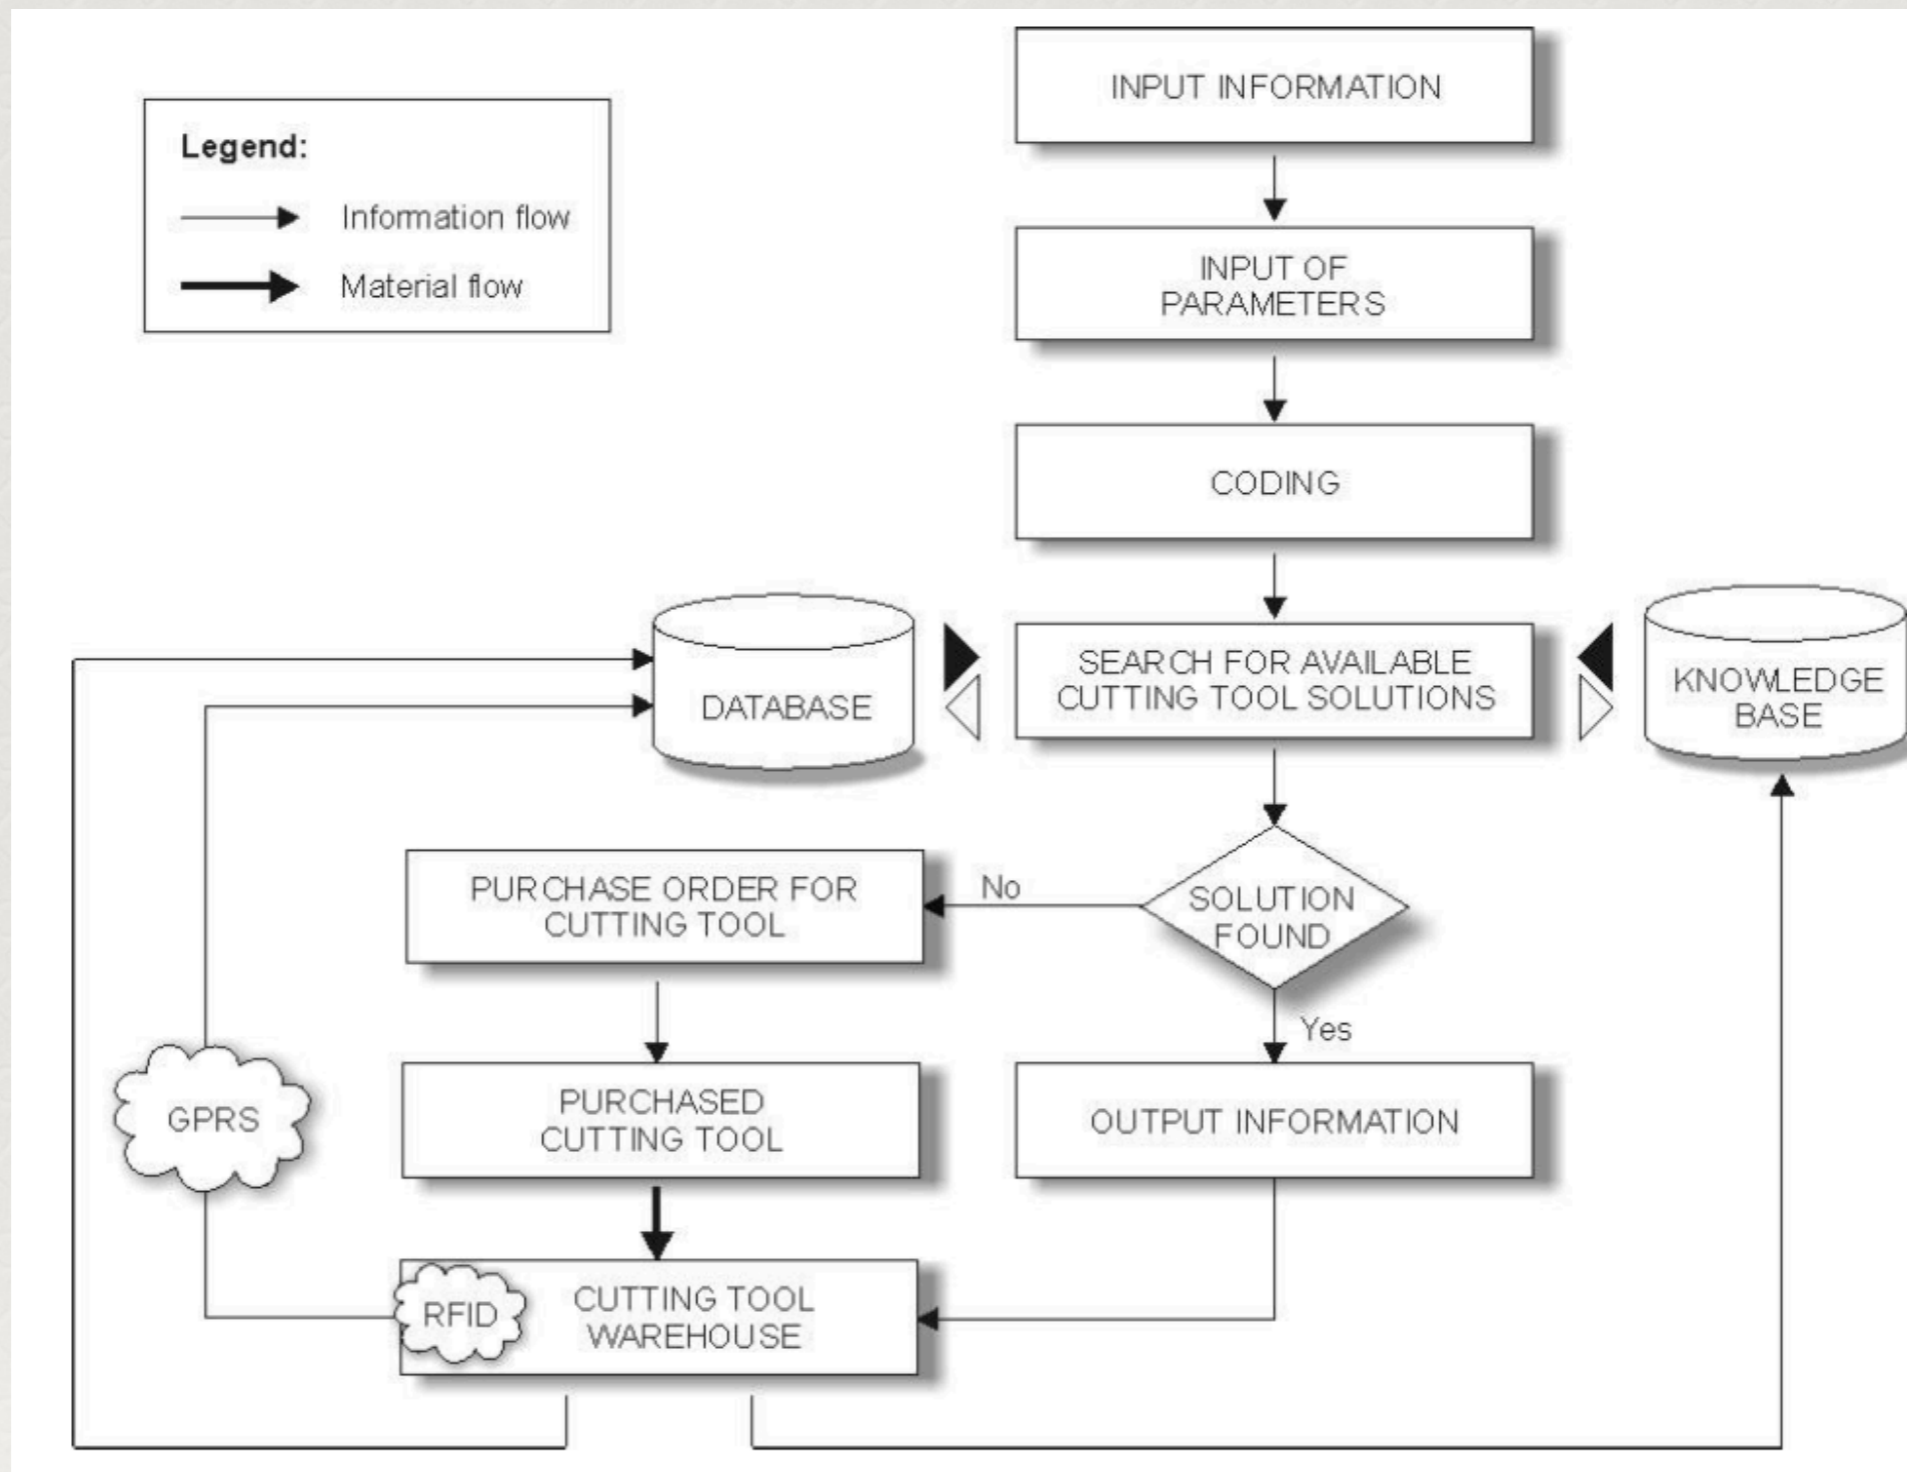 INPUT INFORMATION
Legend:
Information flow
Material flow
INPUT OF
PARAMETERS
CODING
DATABASE
SEARCH FOR AVAILABLE
CUTTING TOOL SOLUTIONS
KNOWLEDGE
BASE
PURCHASE ORDER FOR
CUTTING TOOL
No
SOLUTION
FOUND
Yes
GPRS
PURCHASED
CUTTING TOOL
OUTPUT INFORMATION
RFID
CUTTING TOOL
WAREHOUSE